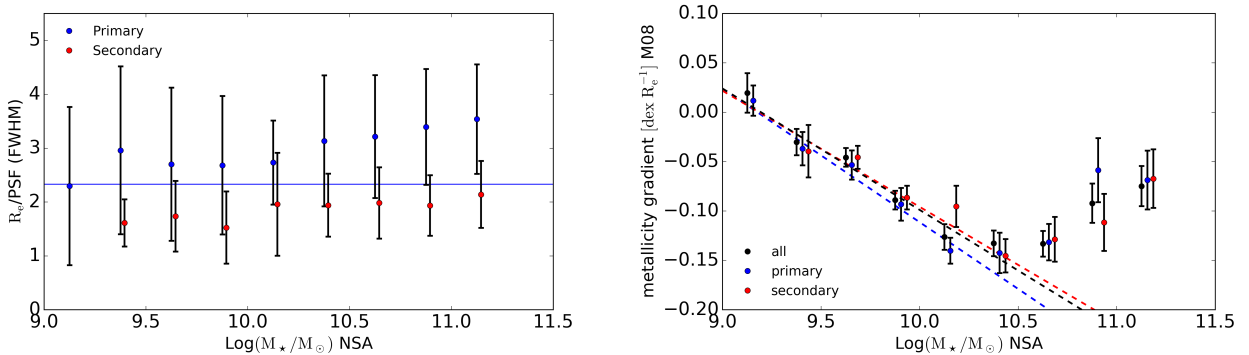 Primary
Secondary
R_e/PSF (FWHM)
5
4
3
2
1
0
9.0 9.5 10.0 10.5 11.0 11.5
Log(M⋆/M⊙) NSA
metallicity gradient [dex R_e^{-1}] M08
0.10
0.05
0.00
−0.05
−0.10
−0.15
−0.20
all
primary
secondary
9.0 9.5 10.0 10.5 11.0 11.5
Log(M⋆/M⊙) NSA